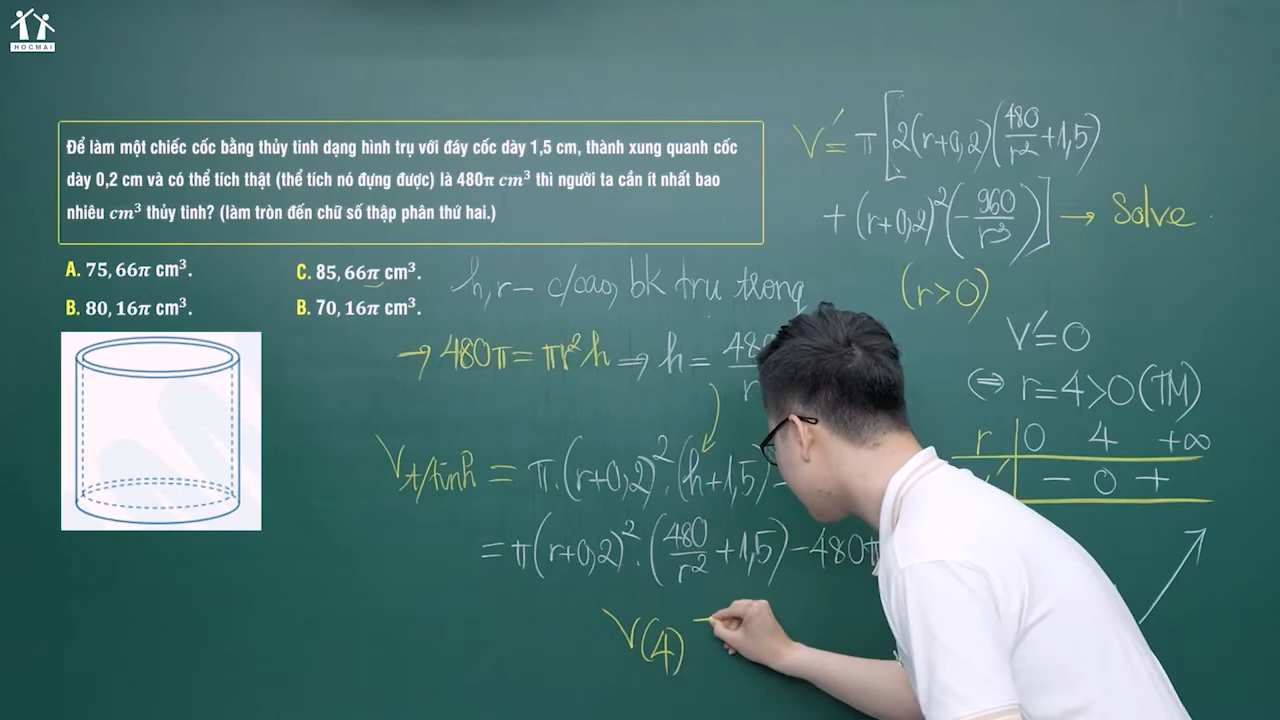 HOCMAI
Để làm một chiếc cốc bằng thủy tinh dạng hình trụ với đáy cốc dày 1,5 cm, thành xung quanh cốc
dày 0,2 cm và có thể tích thật (thể tích nó đựng được) là 480π cm³ thì người ta cần ít nhất bao
nhiêu cm³ thủy tinh? (làm tròn đến chữ số thập phân thứ hai.)
A. 75,66π cm³.
C. 85,66π cm³.
B. 80,16π cm³.
B. 70,16π cm³.
h, r – c/cao, bk trụ trong
→ 480π = πr²h ⇒ h = 48
r
V t/tinh = π.(r+0,2)².(h+1,5) –
= π(r+0,2)².(480/r² + 1,5) – 480π
V(4)
V' = π[2(r+0,2)(480/r² + 1,5)
+ (r+0,2)²(–960/r³)] → Solve
(r>0)
V' = 0
⇔ r = 4 > 0 (TM)
r | 0 4 +∞
' | – 0 +